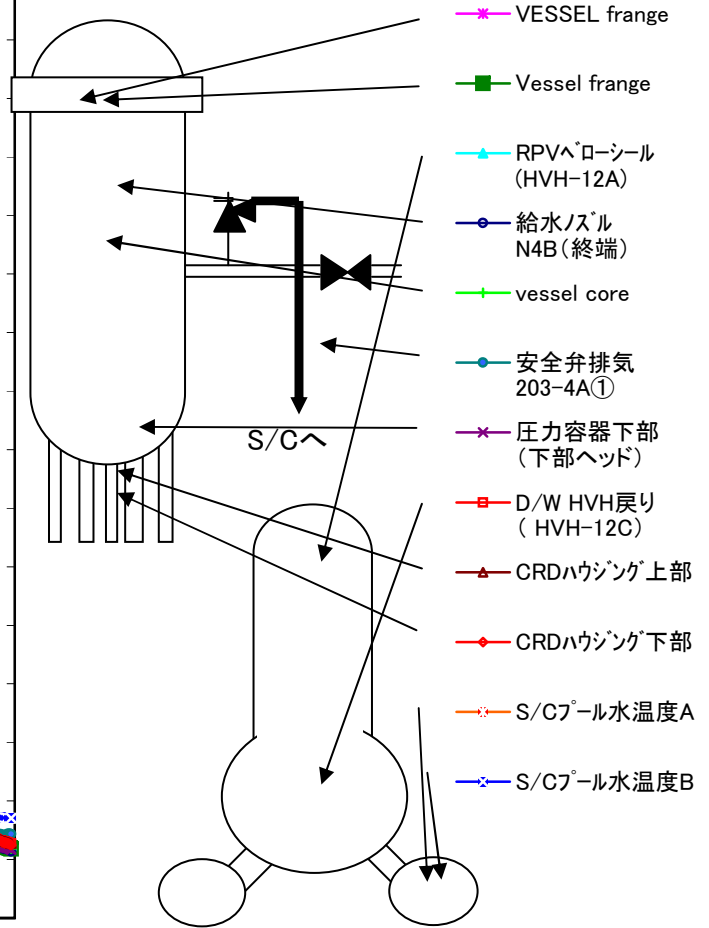 VESSEL frange
Vessel frange
RPVベローシール
(HVH-12A)
給水ノズル
N4B(終端)
vessel core
安全弁排気
203-4A①
圧力容器下部
(下部ヘッド)
D/W HVH戻り
( HVH-12C)
CRDハウジング上部
CRDハウジング下部
S/Cプール水温度A
S/Cプール水温度B
S/Cへ